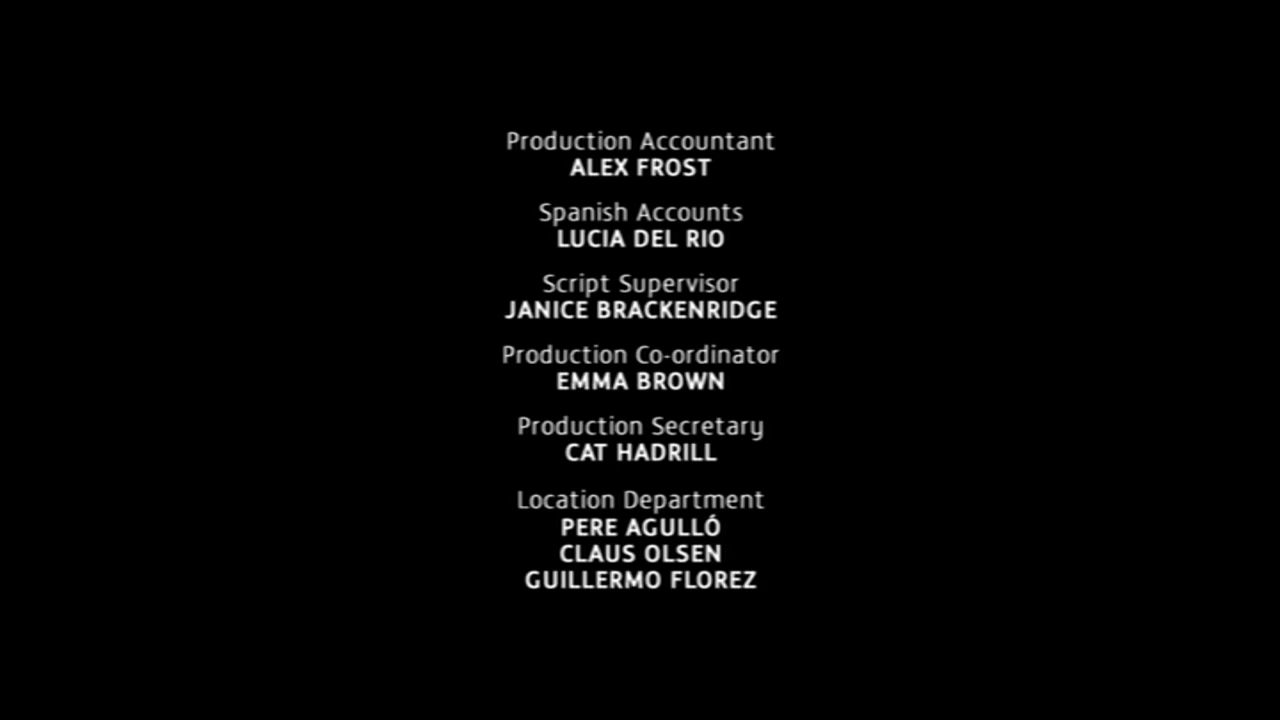 Production Accountant
ALEX FROST
Spanish Accounts
LUCIA DEL RIO
Script Supervisor
JANICE BRACKENRIDGE
Production Co-ordinator
EMMA BROWN
Production Secretary
CAT HADRILL
Location Department
PERE AGULLÓ
CLAUS OLSEN
GUILLERMO FLOREZ